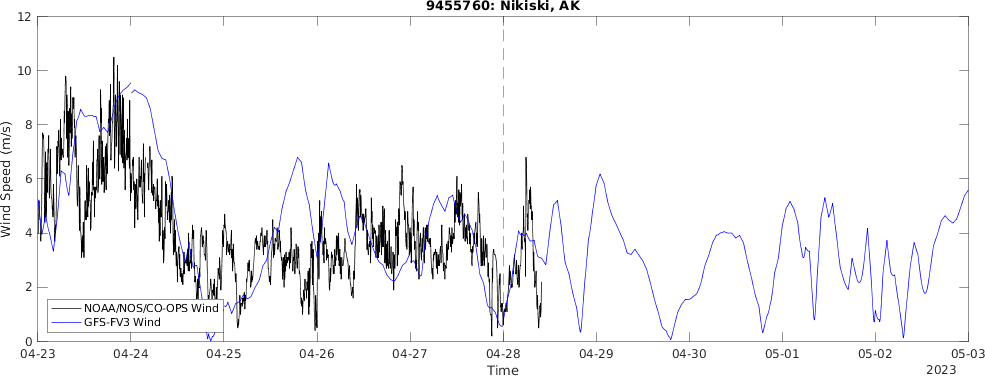 9455760: Nikiski, AK
12
10
8
6
4
2
0
Wind Speed (m/s)
NOAA/NOS/CO-OPS Wind
GFS-FV3 Wind
04-23 04-24 04-25 04-26 04-27 04-28 04-29 04-30 05-01 05-02 05-03
Time
2023